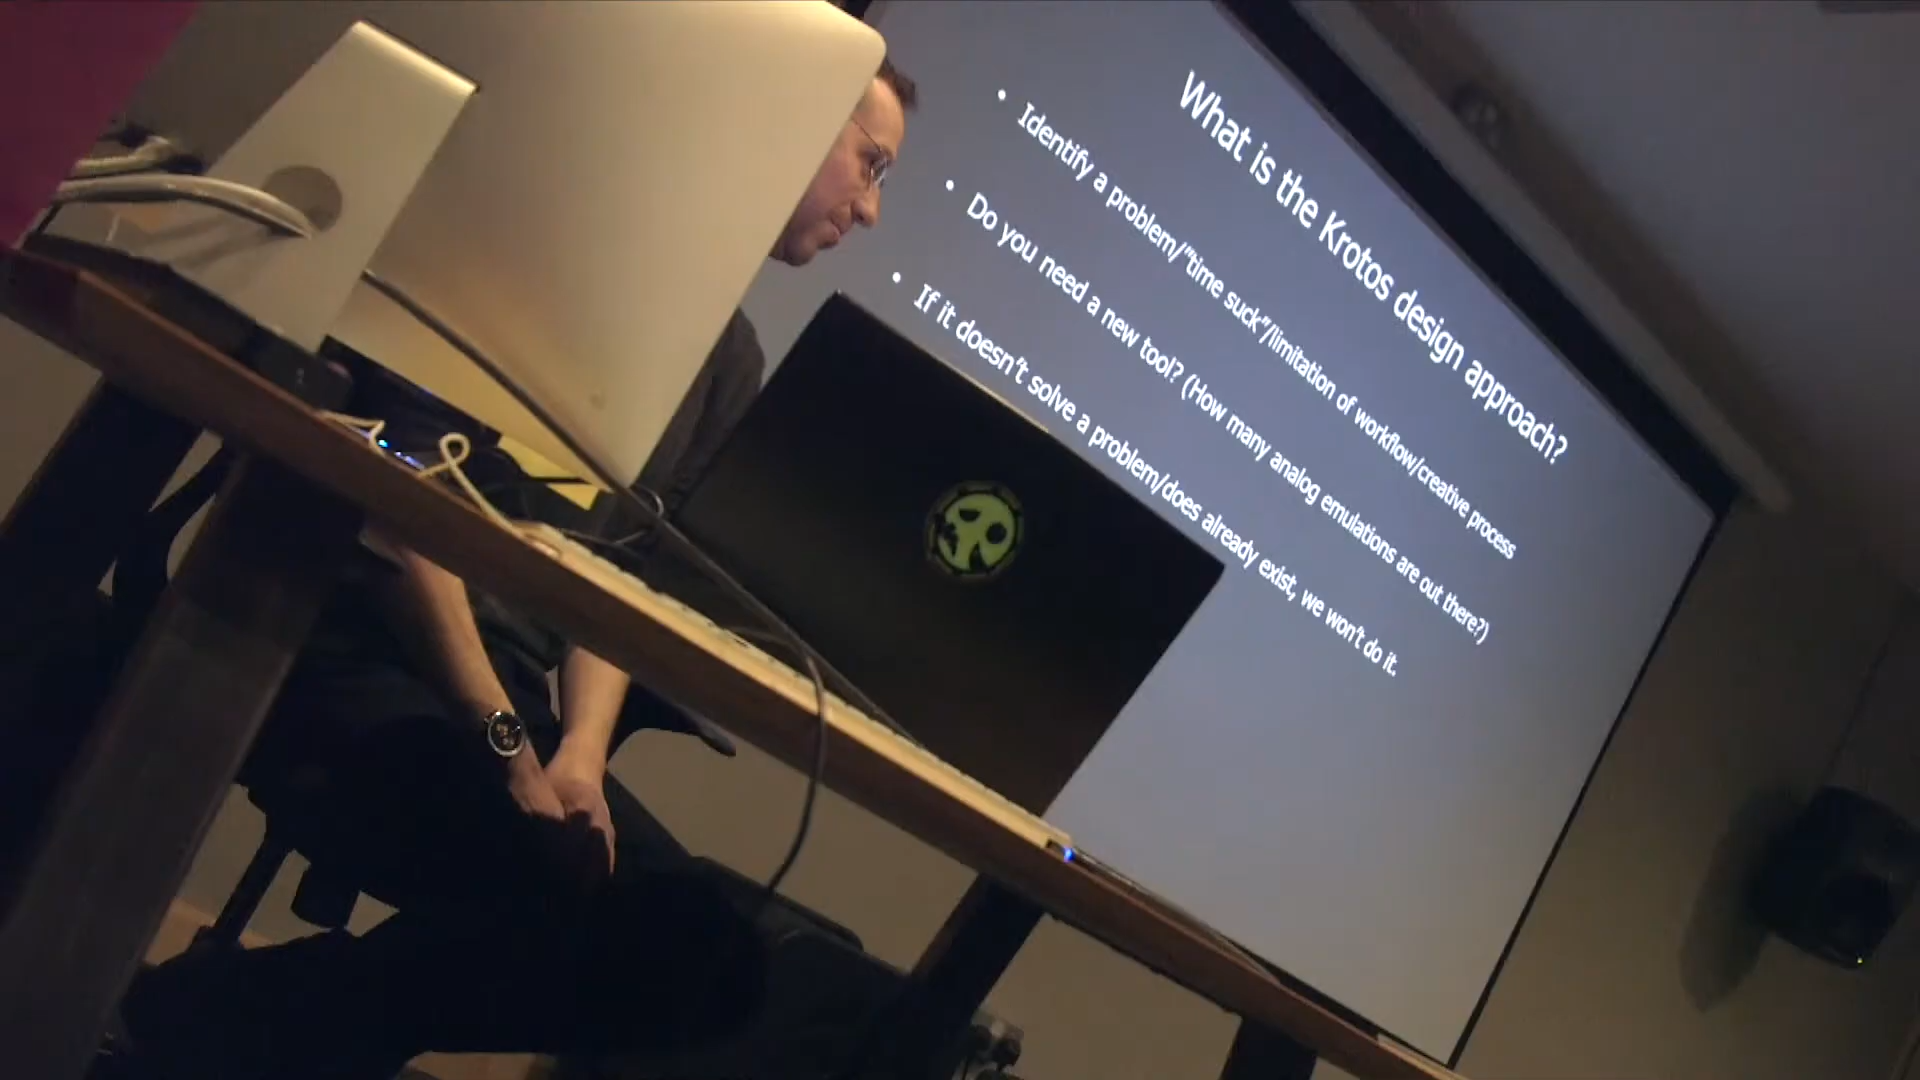 What is the Krotos design approach?
• Identify a problem/"time suck"/limitation of workflow/creative process
• Do you need a new tool? (How many analog emulations are out there?)
• If it doesn't solve a problem/does already exist, we won't do it.